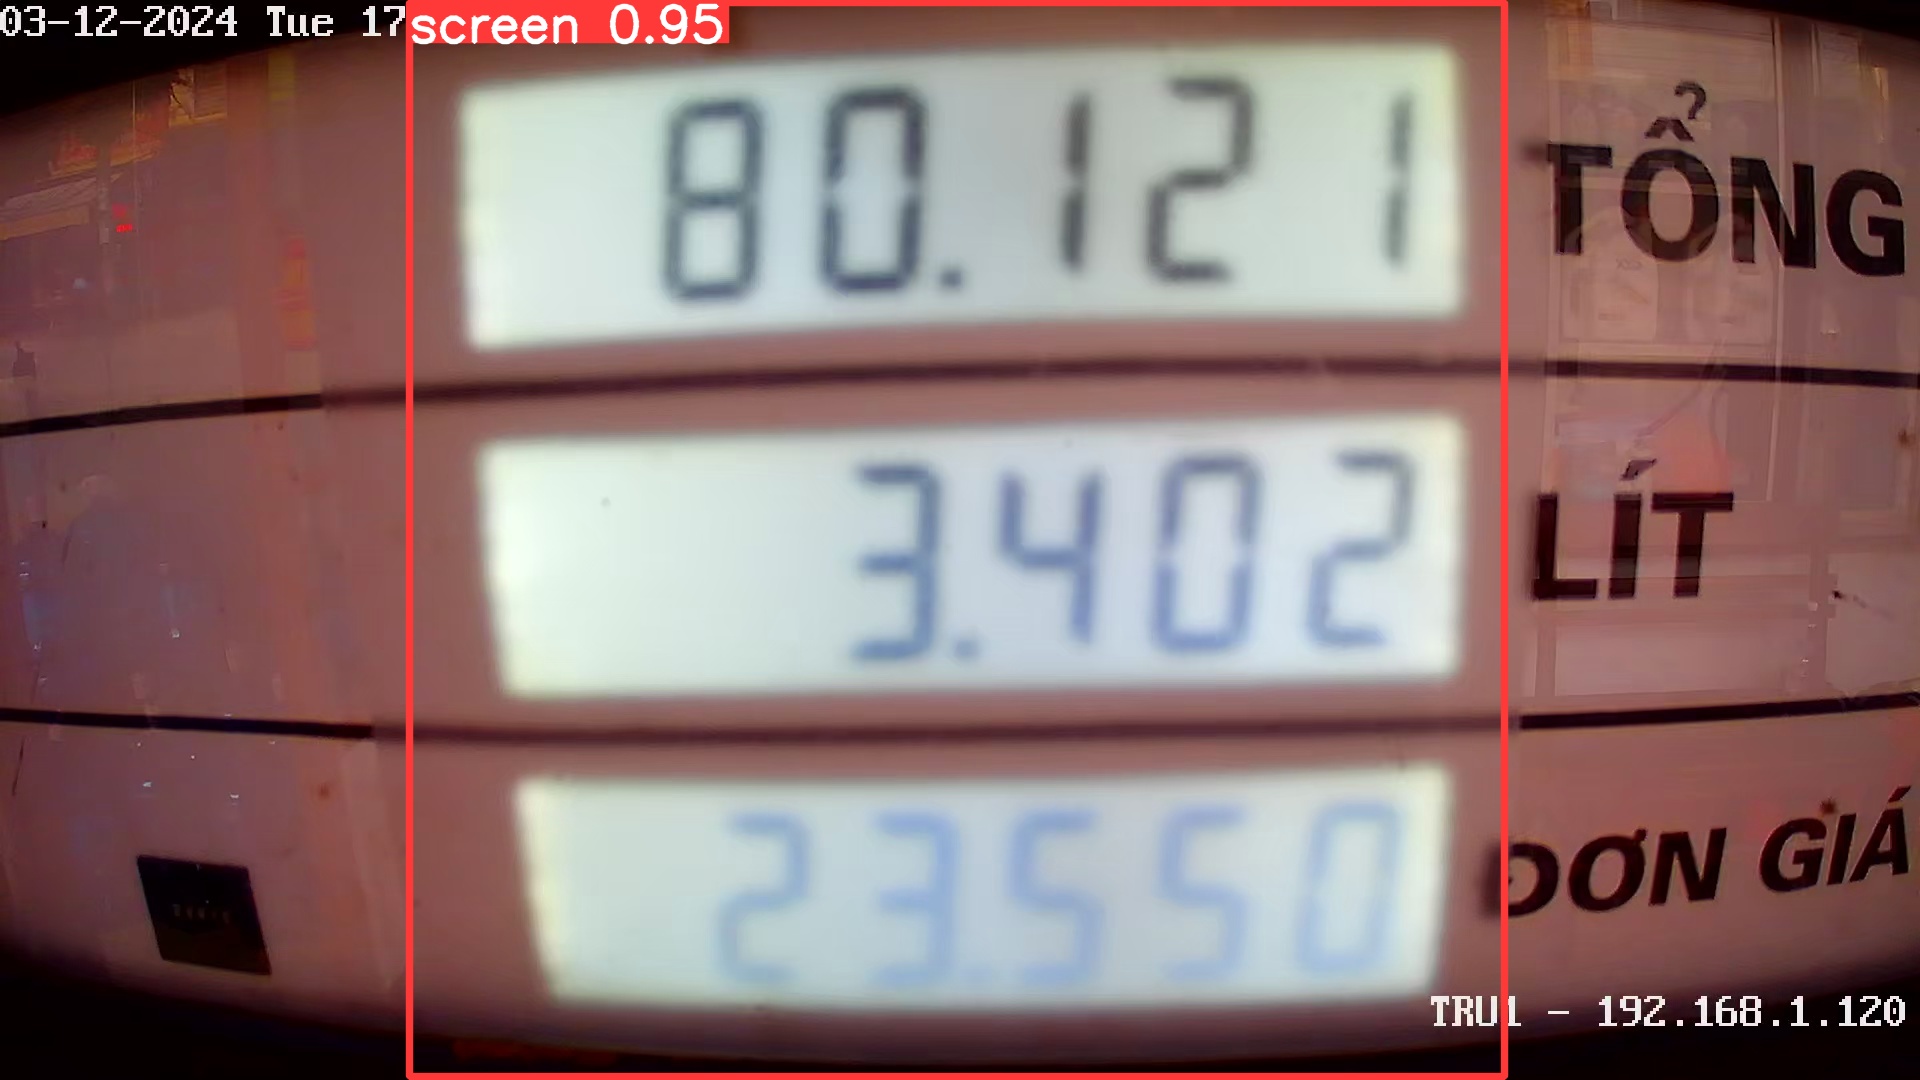 03-12-2024 Tue 17
screen 0.95
80.121
TỔNG
3.402
LÍT
23.550
ĐƠN GIÁ
TRU1 - 192.168.1.120